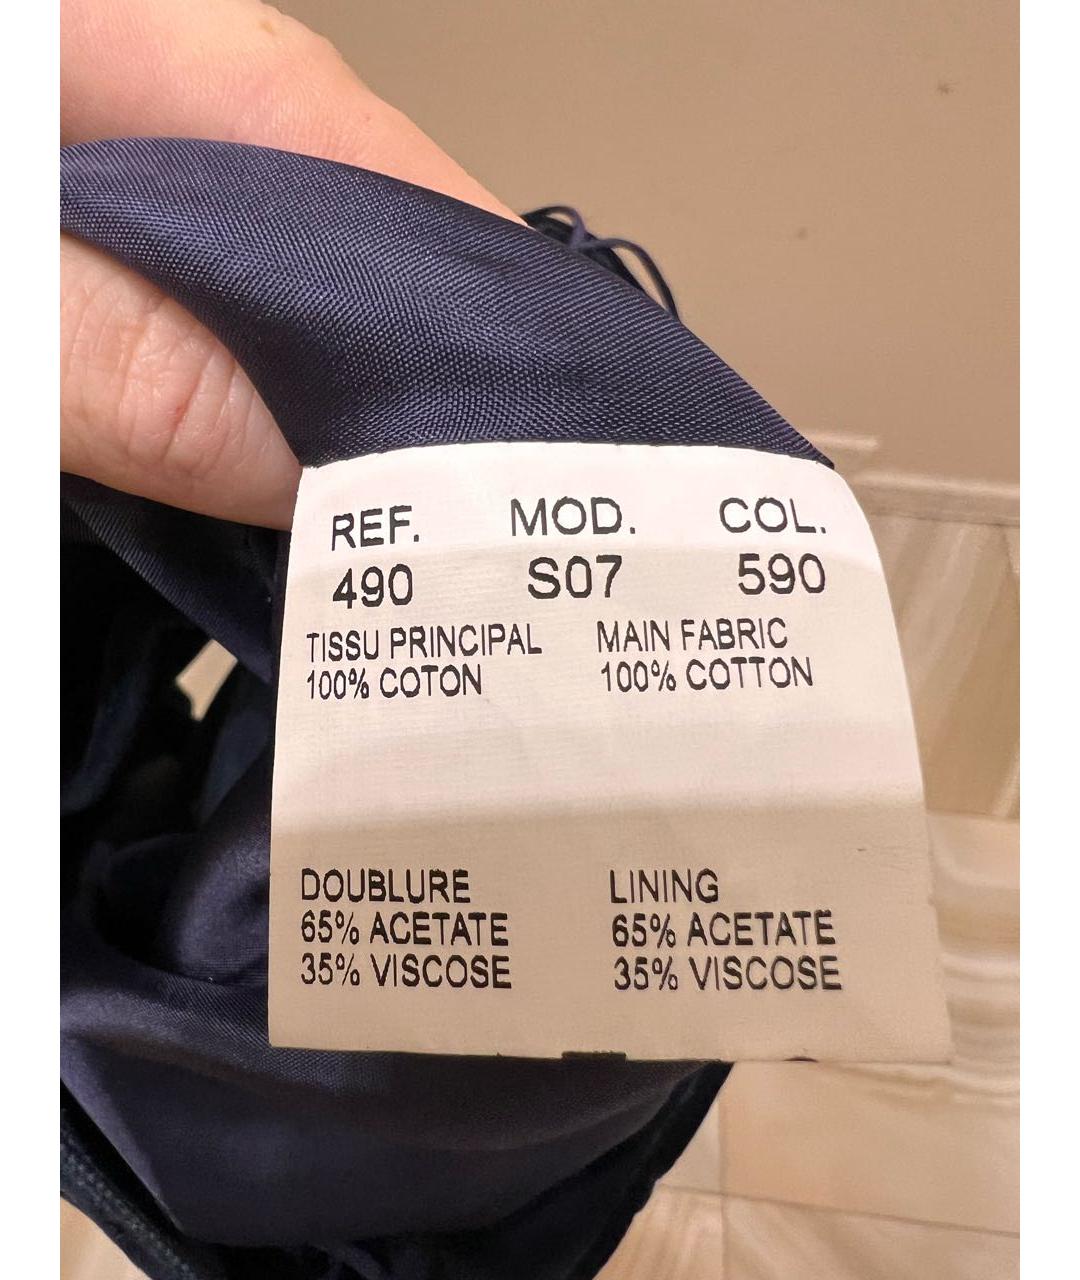 REF. MOD. COL.
490 S07 590
TISSU PRINCIPAL MAIN FABRIC
100% COTON 100% COTTON
DOUBLURE LINING
65% ACETATE 65% ACETATE
35% VISCOSE 35% VISCOSE